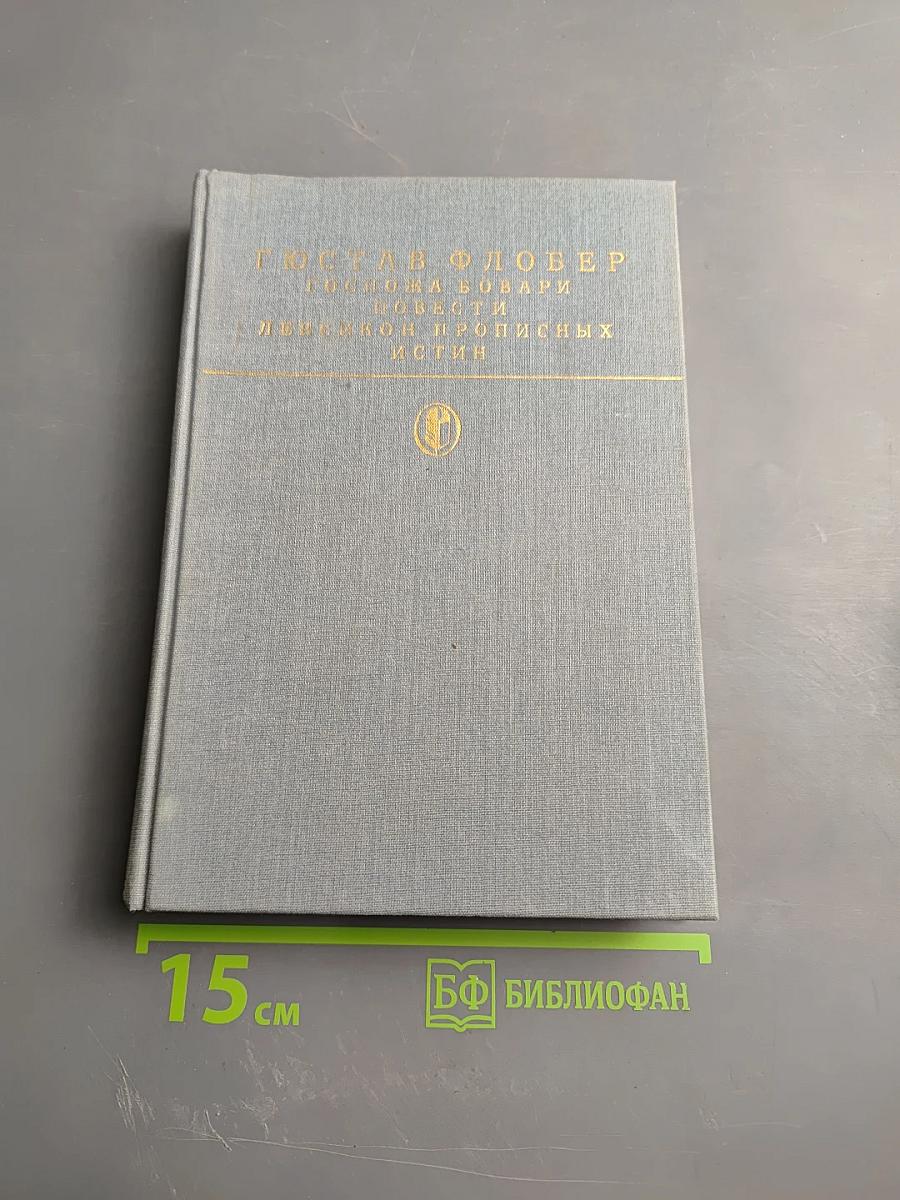 ГЮСТАВ ФЛОБЕР
ГОСПОЖА БОВАРИ
ПОВЕСТИ
ЛЕКСИКОН ПРОПИСНЫХ
ИСТИН
15 см
БФ БИБЛИОФАН